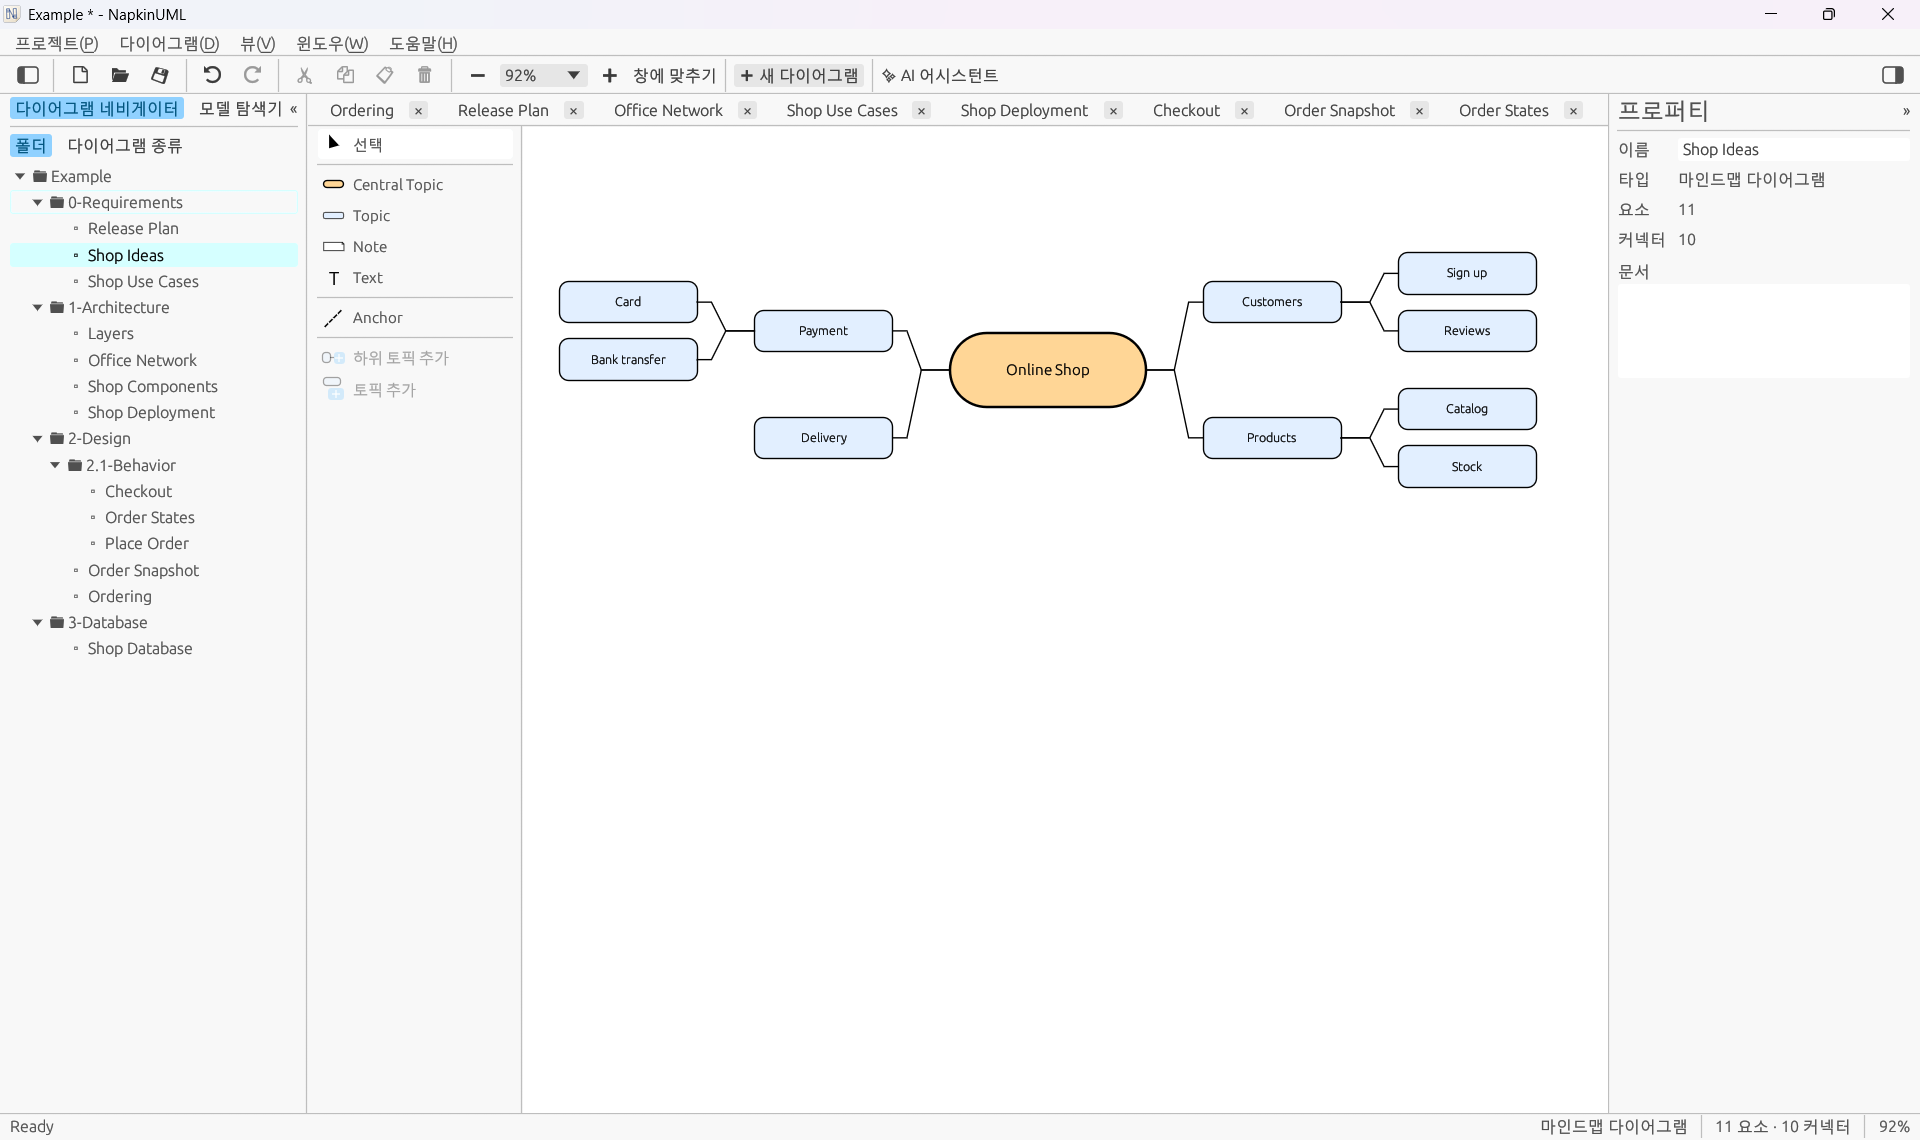 Example * - NapkinUML
프로젝트(P) 다이어그램(D) 뷰(V) 윈도우(W) 도움말(H)
92% 창에 맞추기 + 새 다이어그램 AI 어시스턴트
다이어그램 네비게이터 모델 탐색기 «
폴더 다이어그램 종류
Example
0-Requirements
Release Plan
Shop Ideas
Shop Use Cases
1-Architecture
Layers
Office Network
Shop Components
Shop Deployment
2-Design
2.1-Behavior
Checkout
Order States
Place Order
Order Snapshot
Ordering
3-Database
Shop Database
Ordering × Release Plan × Office Network × Shop Use Cases × Shop Deployment × Checkout × Order Snapshot × Order States ×
선택
Central Topic
Topic
Note
T Text
Anchor
하위 토픽 추가
토픽 추가
Card
Bank transfer
Payment
Delivery
Online Shop
Customers
Products
Sign up
Reviews
Catalog
Stock
프로퍼티 »
이름 Shop Ideas
타입 마인드맵 다이어그램
요소 11
커넥터 10
문서
Ready
마인드맵 다이어그램 11 요소 · 10 커넥터 92%